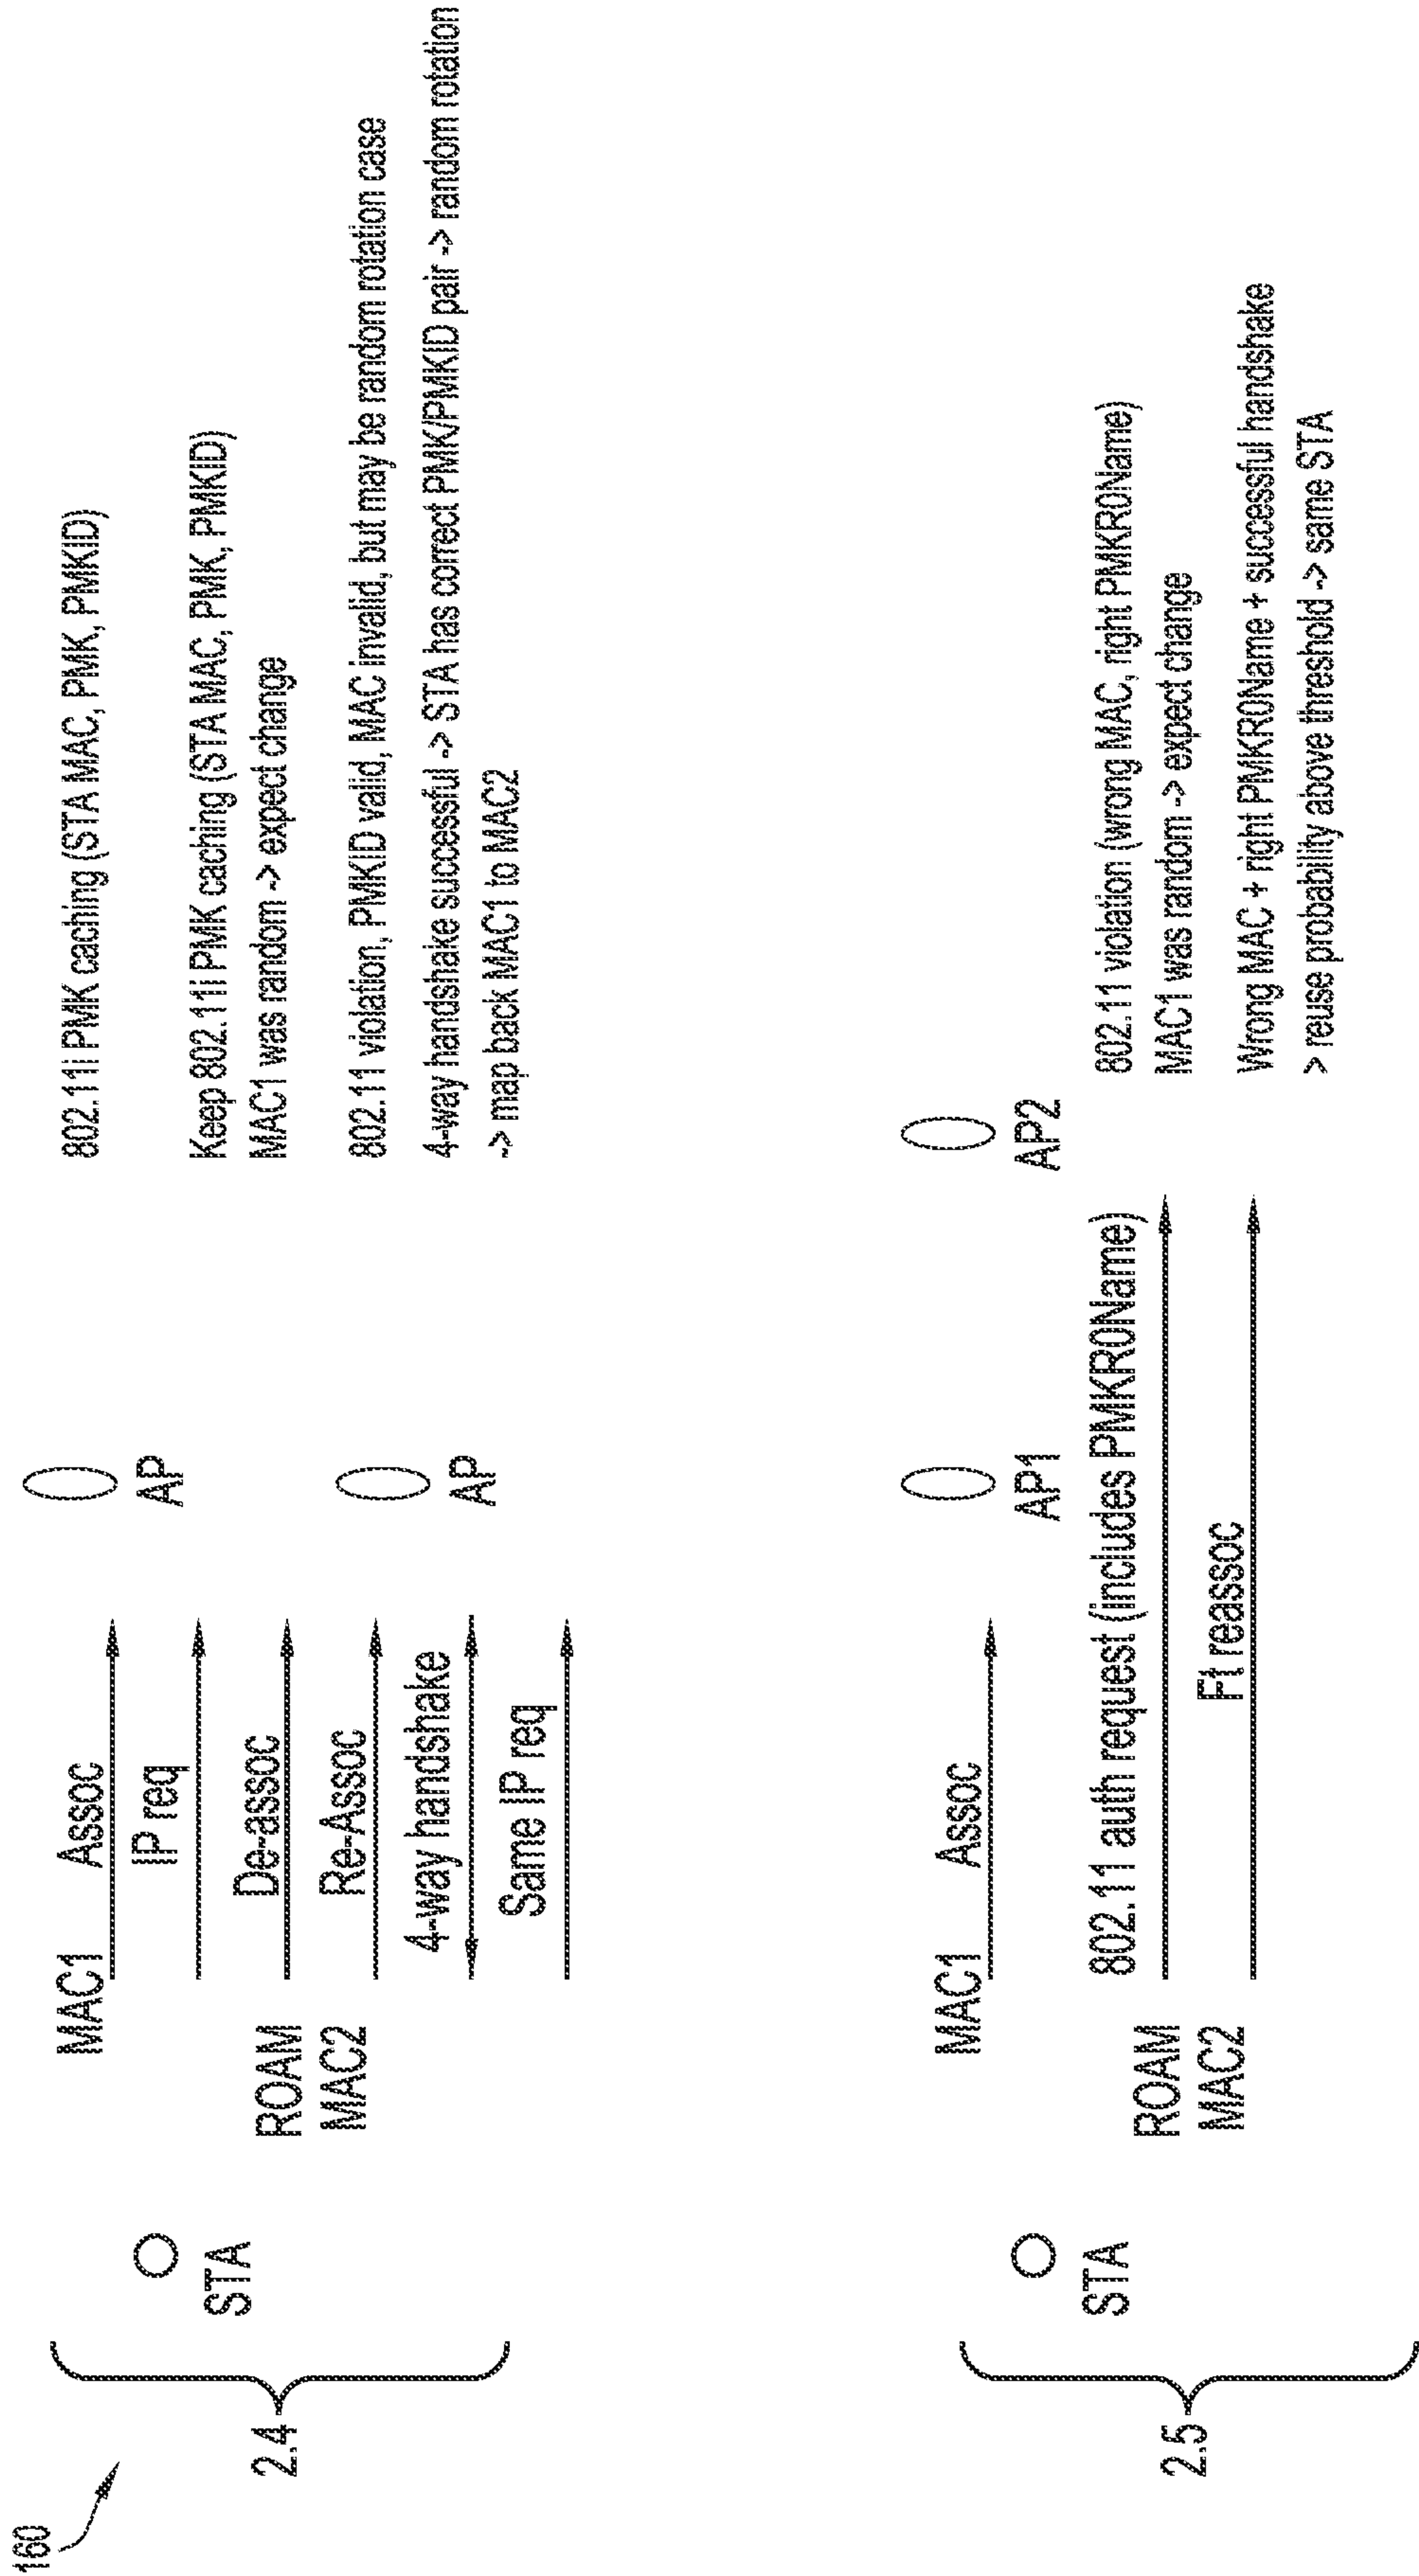 160
2.4
STA
MAC1
Assoc
AP
802.11i PMK caching (STA MAC, PMK, PMKID)
IP req
Keep 802.11i PMK caching (STA MAC, PMK, PMKID)
MAC1 was random -> expect change
ROAM
MAC2
De-assoc
Re-Assoc
AP
802.11 violation, PMKID valid, MAC invalid, but may be random rotation case
4-way handshake
4-way handshake successful -> STA has correct PMK/PMKID pair -> random rotation
-> map back MAC1 to MAC2
Same IP req
2.5
STA
MAC1
Assoc
AP1
AP2
ROAM
MAC2
802.11 auth request (includes PMKR0Name)
802.11 violation (wrong MAC, right PMKR0Name)
MAC1 was random -> expect change
Ft reassoc
Wrong MAC + right PMKR0Name + successful handshake
> reuse probability above threshold -> same STA